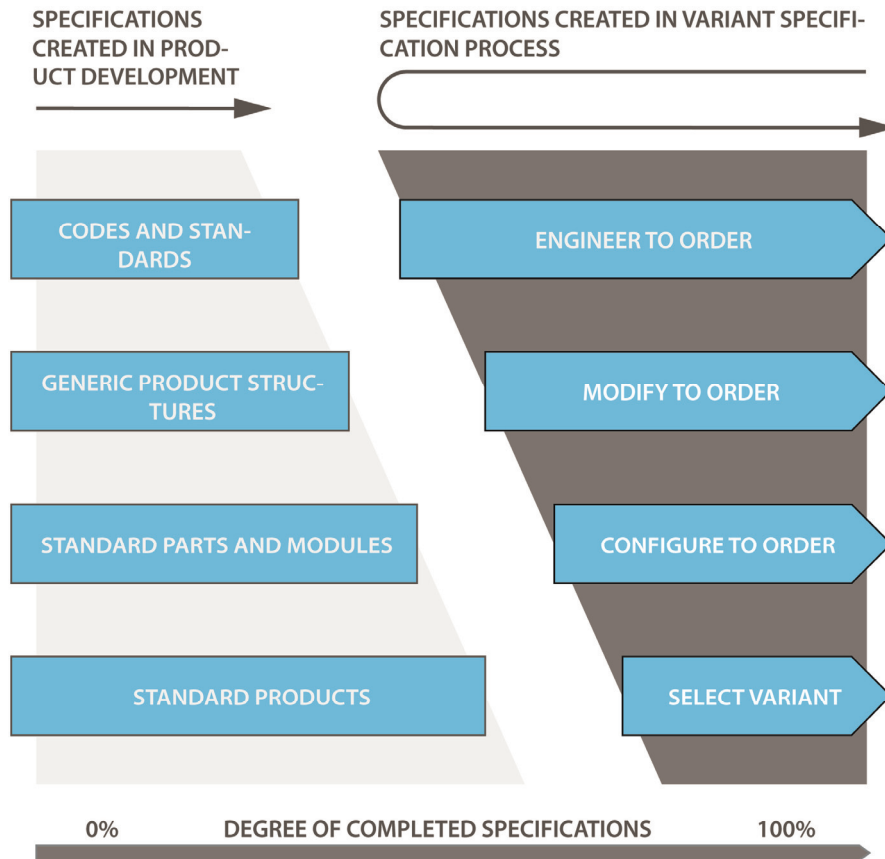 SPECIFICATIONS
CREATED IN PROD-
UCT DEVELOPMENT
SPECIFICATIONS CREATED IN VARIANT SPECIFI-
CATION PROCESS
CODES AND STAN-
DARDS
ENGINEER TO ORDER
GENERIC PRODUCT STRUC-
TURES
MODIFY TO ORDER
STANDARD PARTS AND MODULES
CONFIGURE TO ORDER
STANDARD PRODUCTS
SELECT VARIANT
0% DEGREE OF COMPLETED SPECIFICATIONS 100%